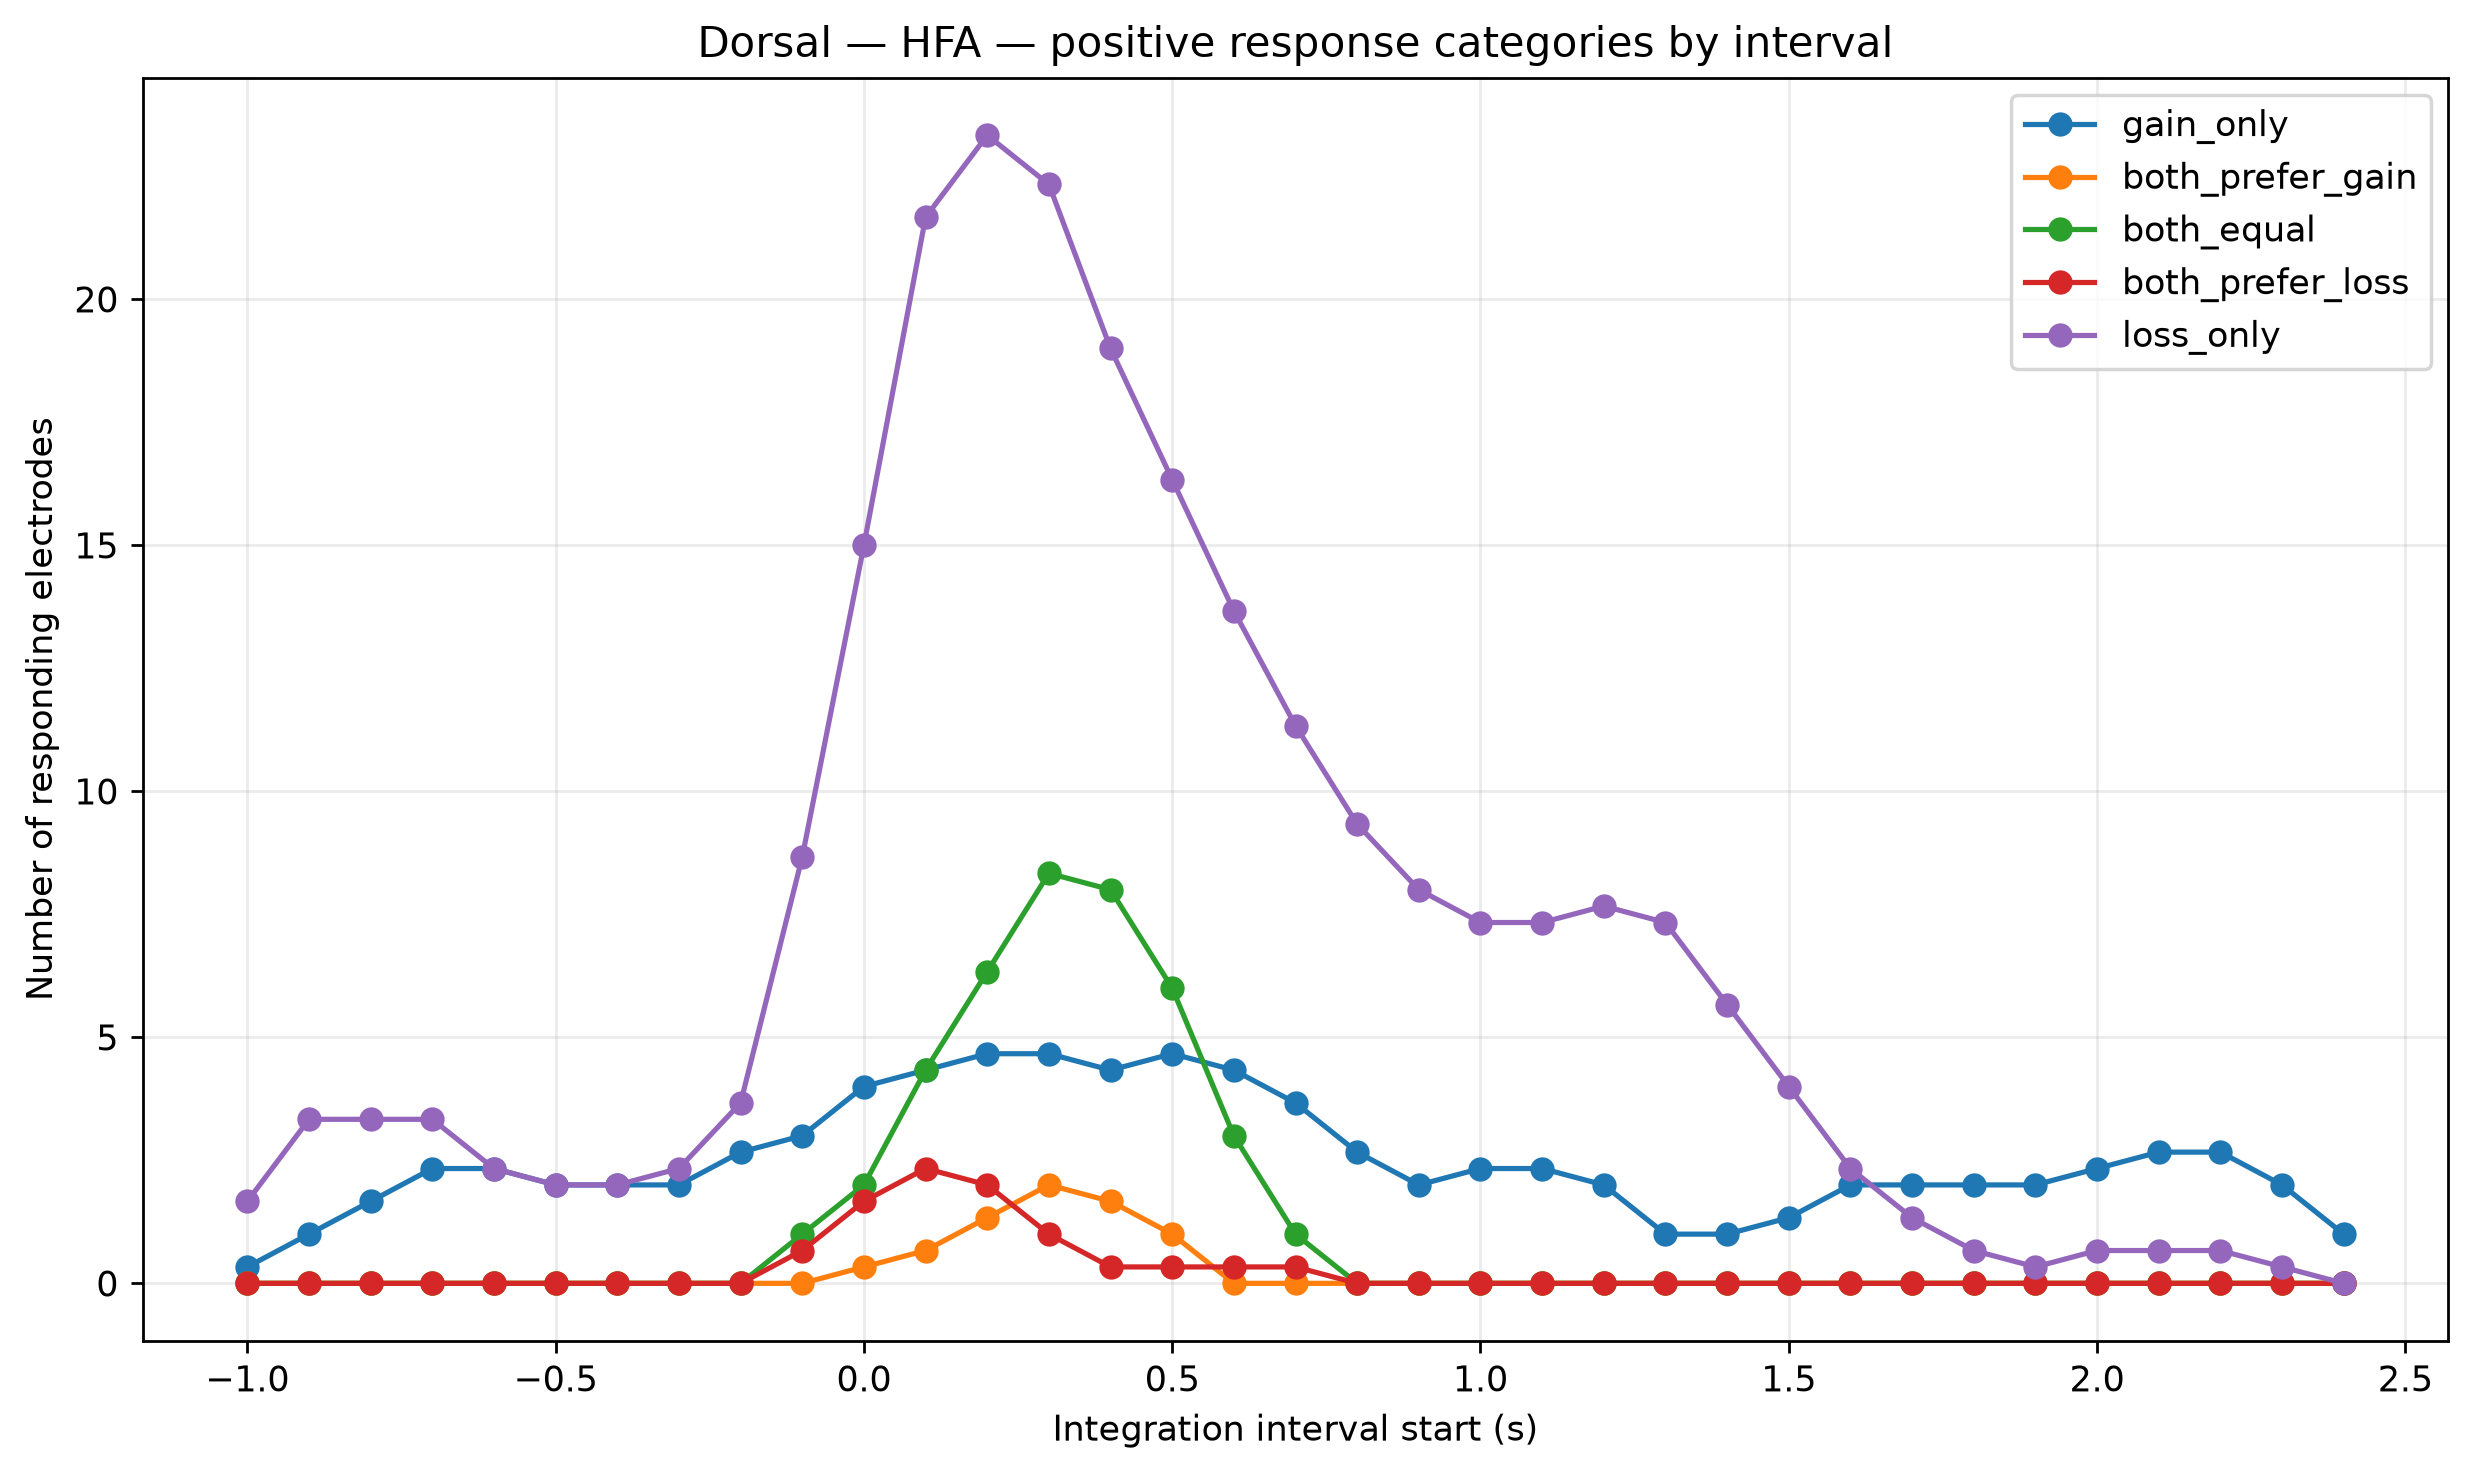 Dorsal — HFA — positive response categories by interval
gain_only
both_prefer_gain
both_equal
both_prefer_loss
loss_only
Number of responding electrodes
20
15
10
5
0
−1.0
−0.5
0.0
0.5
1.0
1.5
2.0
2.5
Integration interval start (s)